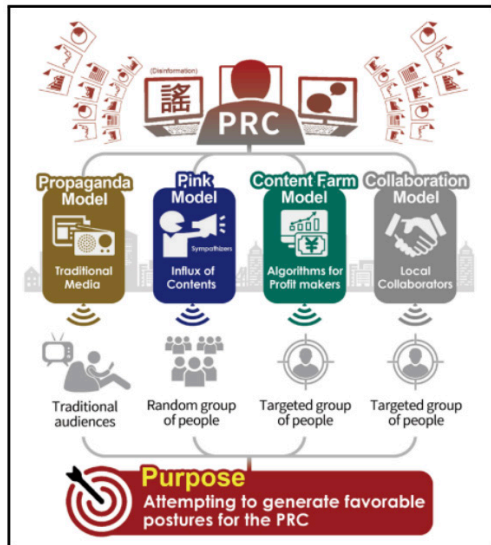 (Disinformation)
謠
PRC
Propaganda
Model
Traditional
Media
Pink
Model
Sympathizers
Influx of
Contents
Content Farm
Model
¥
Algorithms for
Profit makers
Collaboration
Model
Local
Collaborators
Traditional
audiences
Random group
of people
Targeted group
of people
Targeted group
of people
Purpose
Attempting to generate favorable
postures for the PRC